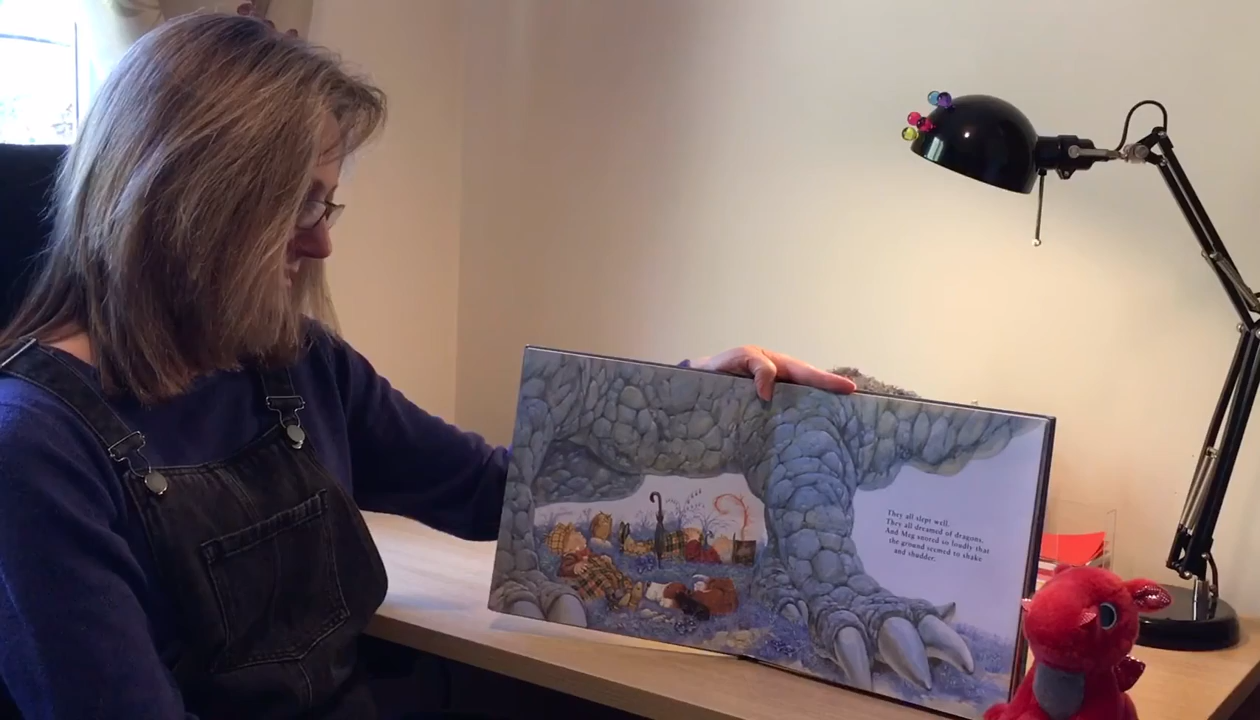 They all slept well.
They all dreamed of dragons.
And Meg snored so loudly that
the ground seemed to shake
and shudder.